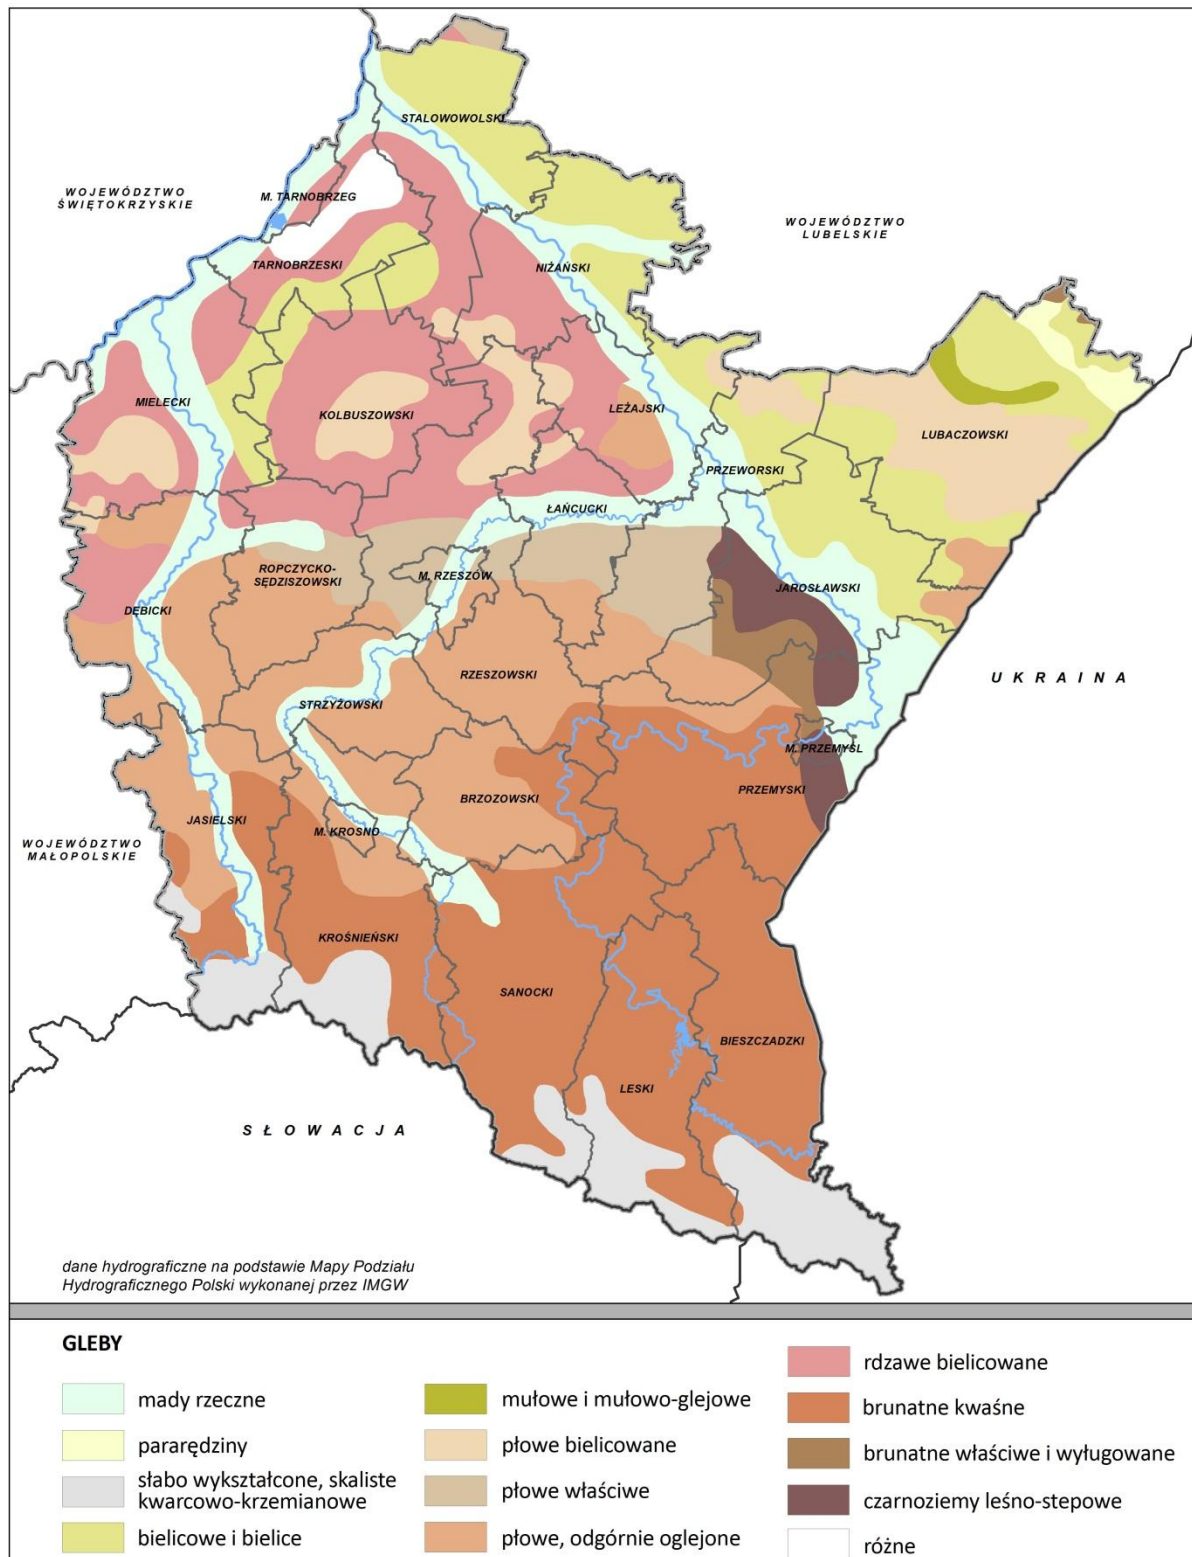 STALOWOWOLSKI
WOJEWÓDZTWO
ŚWIĘTOKRZYSKIE
M. TARNOBRZEG
WOJEWÓDZTWO
LUBELSKIE
TARNOBRZESKI
NIŻAŃSKI
MIELECKI
KOLBUSZOWSKI
LEŻAJSKI
LUBACZOWSKI
PRZEWORSKI
ŁAŃCUCKI
ROPCZYCKO-
SĘDZISZOWSKI
M. RZESZÓW
JAROSŁAWSKI
DĘBICKI
RZESZOWSKI
UKRAINA
STRZYŻOWSKI
M. PRZEMYŚL
PRZEMYSKI
BRZOZOWSKI
JASIELSKI
M. KROSNO
WOJEWÓDZTWO
MAŁOPOLSKIE
KROŚNIEŃSKI
SANOCKI
BIESZCZADZKI
LESKI
SŁOWACJA
dane hydrograficzne na podstawie Mapy Podziału
Hydrograficznego Polski wykonanej przez IMGW
GLEBY
mady rzeczne
pararędziny
słabo wykształcone, skaliste
kwarcowo-krzemianowe
bielicowe i bielice
mułowe i mułowo-glejowe
płowe bielicowane
płowe właściwe
płowe, odgórnie oglejone
rdzawe bielicowane
brunatne kwaśne
brunatne właściwe i wyługowane
czarnoziemy leśno-stepowe
różne